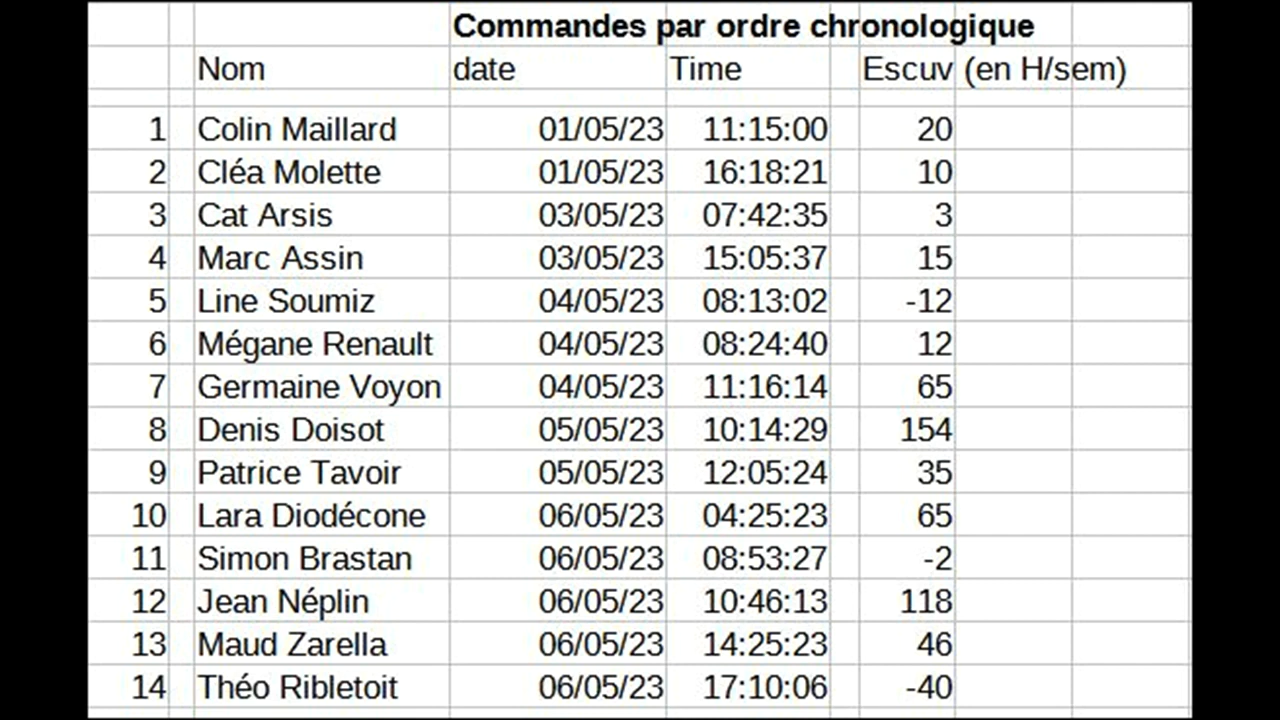 Commandes par ordre chronologique
Nom date Time Escuv (en H/sem)
1 Colin Maillard 01/05/23 11:15:00 20
2 Cléa Molette 01/05/23 16:18:21 10
3 Cat Arsis 03/05/23 07:42:35 3
4 Marc Assin 03/05/23 15:05:37 15
5 Line Soumiz 04/05/23 08:13:02 -12
6 Mégane Renault 04/05/23 08:24:40 12
7 Germaine Voyon 04/05/23 11:16:14 65
8 Denis Doisot 05/05/23 10:14:29 154
9 Patrice Tavoir 05/05/23 12:05:24 35
10 Lara Diodécone 06/05/23 04:25:23 65
11 Simon Brastan 06/05/23 08:53:27 -2
12 Jean Néplin 06/05/23 10:46:13 118
13 Maud Zarella 06/05/23 14:25:23 46
14 Théo Ribletoit 06/05/23 17:10:06 -40